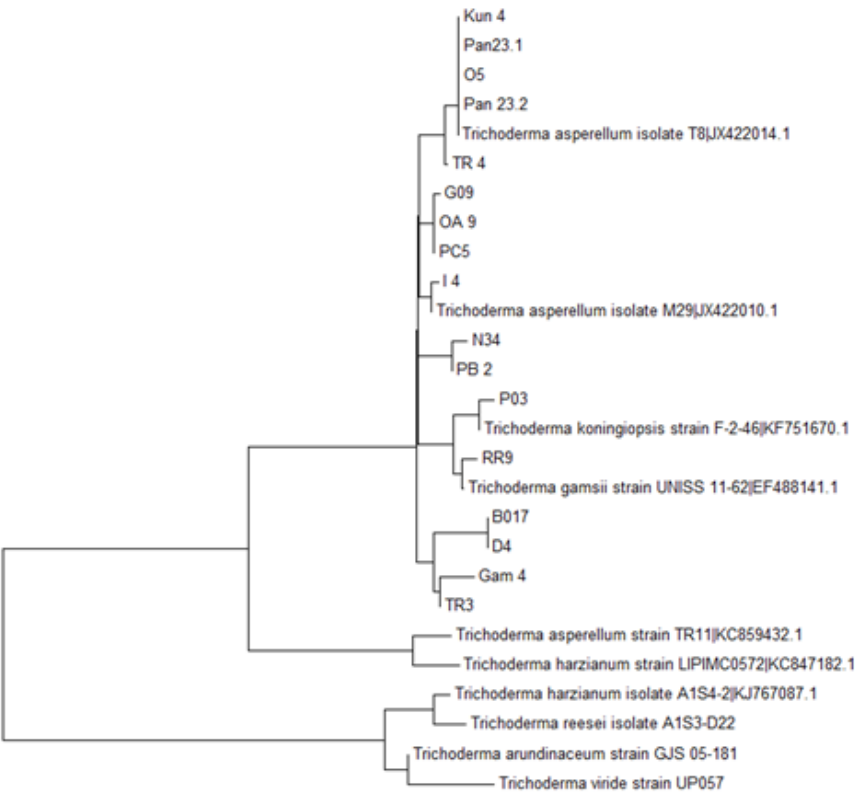 Kun 4
Pan23.1
O5
Pan 23.2
Trichoderma asperellum isolate T8|JX422014.1
TR 4
G09
OA 9
PC5
I 4
Trichoderma asperellum isolate M29|JX422010.1
N34
PB 2
P03
Trichoderma koningiopsis strain F-2-46|KF751670.1
RR9
Trichoderma gamsii strain UNISS 11-62|EF488141.1
B017
D4
Gam 4
TR3
Trichoderma asperellum strain TR11|KC859432.1
Trichoderma harzianum strain LIPIMC0572|KC847182.1
Trichoderma harzianum isolate A1S4-2|KJ767087.1
Trichoderma reesei isolate A1S3-D22
Trichoderma arundinaceum strain GJS 05-181
Trichoderma viride strain UP057